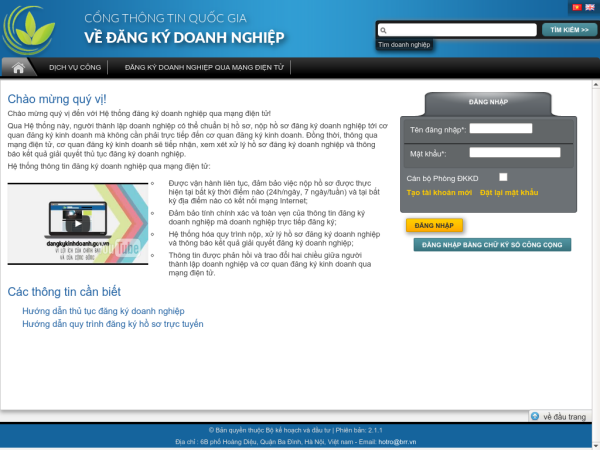 CỔNG THÔNG TIN QUỐC GIA
VỀ ĐĂNG KÝ DOANH NGHIỆP
TÌM KIẾM >>
Tìm doanh nghiệp
DỊCH VỤ CÔNG
ĐĂNG KÝ DOANH NGHIỆP QUA MẠNG ĐIỆN TỬ
Chào mừng quý vị!
Chào mừng quý vị đến với Hệ thống đăng ký doanh nghiệp qua mạng điện tử!
Qua Hệ thống này, người thành lập doanh nghiệp có thể chuẩn bị hồ sơ, nộp hồ sơ đăng ký doanh nghiệp tới cơ
quan đăng ký kinh doanh mà không cần phải trực tiếp đến cơ quan đăng ký kinh doanh. Đồng thời, thông qua
mạng điện tử, cơ quan đăng ký kinh doanh sẽ tiếp nhận, xem xét xử lý hồ sơ đăng ký doanh nghiệp và thông
báo kết quả giải quyết thủ tục đăng ký doanh nghiệp.
Hệ thống thông tin đăng ký doanh nghiệp qua mạng điện tử:
dangkykinhdoanh.gov.vn
YouTube
VÌ LỢI ÍCH CỦA CHÍNH BẠN
VÀ CỦA CỘNG ĐỒNG
Được vận hành liên tục, đảm bảo việc nộp hồ sơ được thực
hiện tại bất kỳ thời điểm nào (24h/ngày, 7 ngày/tuần) và tại bất
kỳ địa điểm nào có kết nối mạng Internet;
Đảm bảo tính chính xác và toàn vẹn của thông tin đăng ký
doanh nghiệp mà doanh nghiệp trực tiếp đăng ký;
Hệ thống hóa quy trình nộp, xử lý hồ sơ đăng ký doanh nghiệp
và thông báo kết quả giải quyết đăng ký doanh nghiệp;
Thông tin được phản hồi và trao đổi hai chiều giữa người
thành lập doanh nghiệp và cơ quan đăng ký kinh doanh qua
mạng điện tử.
Các thông tin cần biết
Hướng dẫn thủ tục đăng ký doanh nghiệp
Hướng dẫn quy trình đăng ký hồ sơ trực tuyến
ĐĂNG NHẬP
Tên đăng nhập*:
Mật khẩu*:
Cán bộ Phòng ĐKKD
Tạo tài khoản mới Đặt lại mật khẩu
ĐĂNG NHẬP
ĐĂNG NHẬP BẰNG CHỮ KÝ SỐ CÔNG CỘNG
về đầu trang
© Bản quyền thuộc Bộ kế hoạch và đầu tư | Phiên bản: 2.1.1
Địa chỉ : 6B phố Hoàng Diệu, Quận Ba Đình, Hà Nội, Việt nam - Email: hotro@hrr.vn